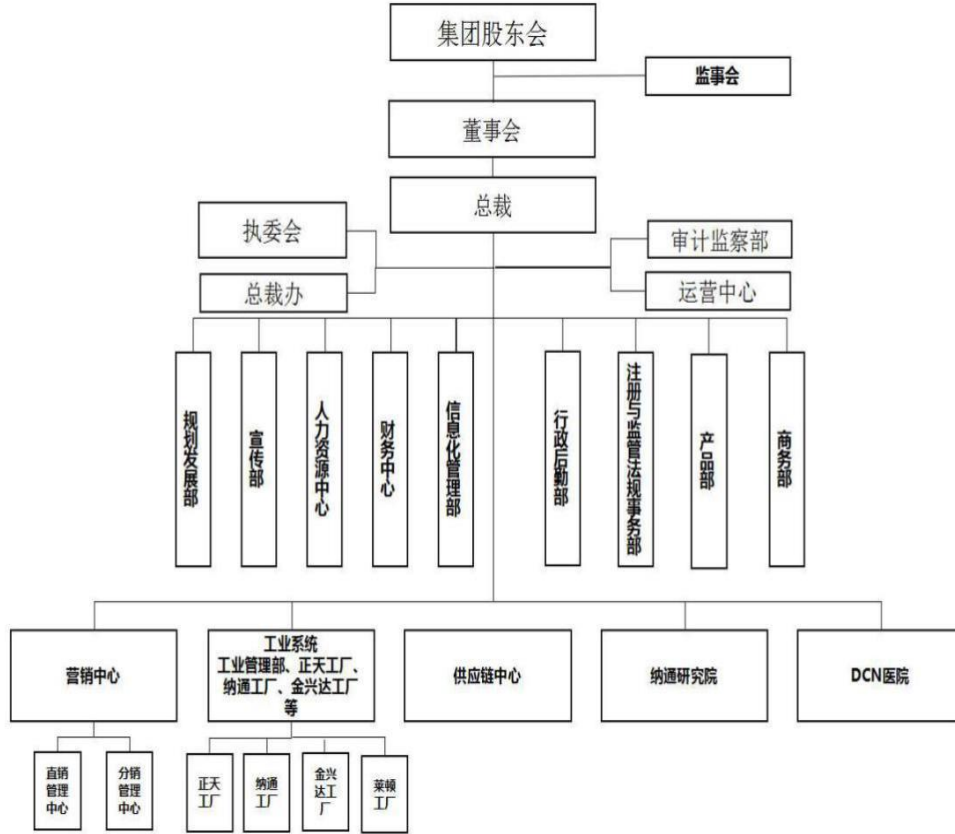 集团股东会
监事会
董事会
总裁
执委会
审计监察部
总裁办
运营中心
规划发展部
宣传部
人力资源中心
财务中心
信息化管理部
行政后勤部
注册与监管法规事务部
产品部
商务部
营销中心
工业系统
工业管理部、正天工厂、
纳通工厂、金兴达工厂
等
供应链中心
纳通研究院
DCN医院
直销
管理
中心
分销
管理
中心
正天
工厂
纳通
工厂
金兴
达工
厂
莱顿
工厂